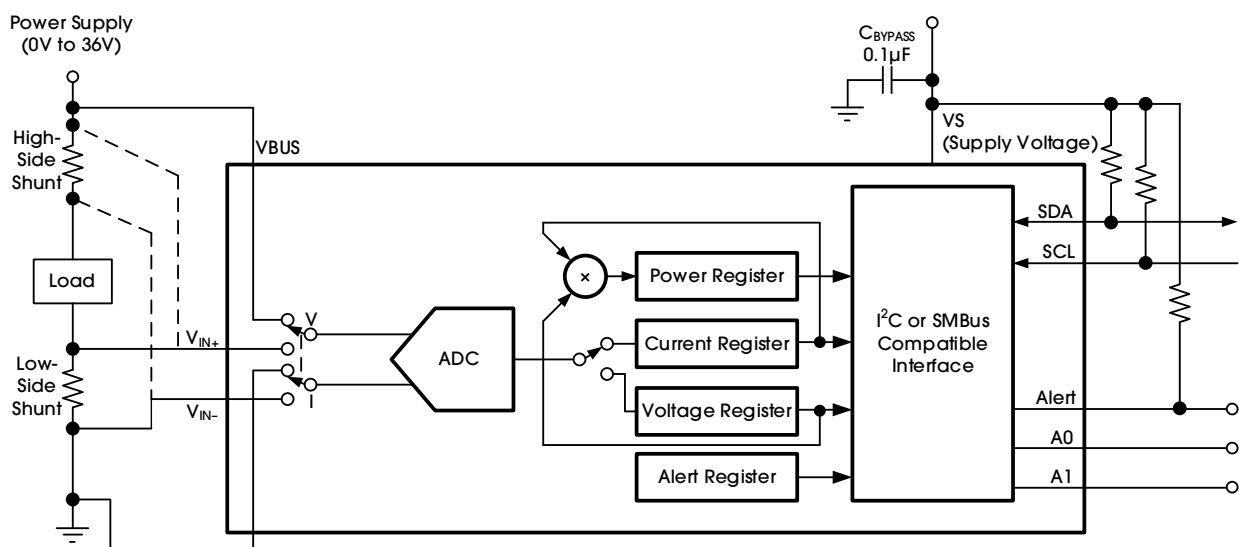 Power Supply
(0V to 36V)
CBYPASS
0.1µF
High-
Side
Shunt
VBUS
VS
(Supply Voltage)
SDA
SCL
Load
×
Power Register
V
VIN+
ADC
Current Register
I²C or SMBus
Compatible
Interface
Low-
Side
Shunt
I
VIN–
Voltage Register
Alert
A0
Alert Register
A1